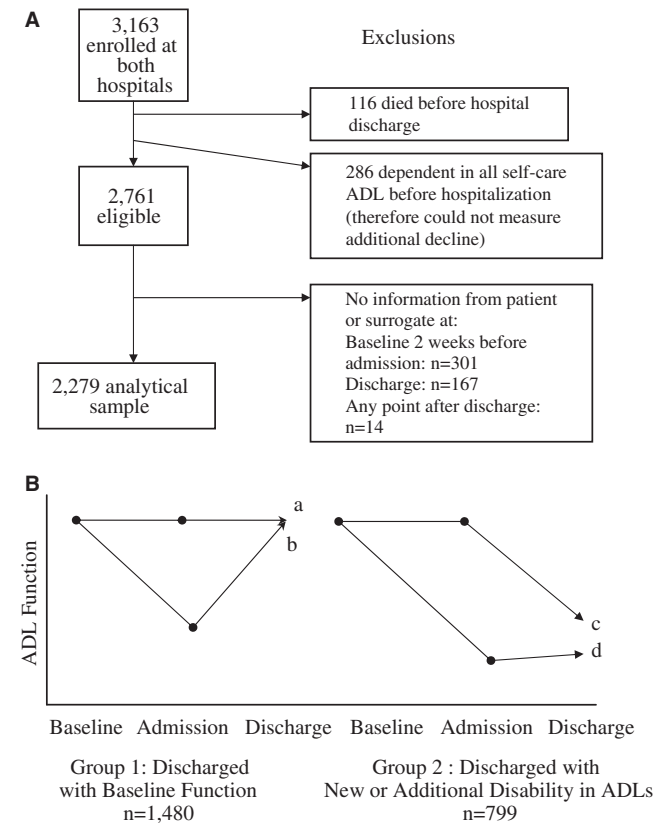 A
3,163
enrolled at
both
hospitals
Exclusions
116 died before hospital
discharge
286 dependent in all self-care
ADL before hospitalization
(therefore could not measure
additional decline)
2,761
eligible
No information from patient
or surrogate at:
Baseline 2 weeks before
admission: n=301
Discharge: n=167
Any point after discharge:
n=14
2,279 analytical
sample
B
ADL Function
a
b
c
d
Baseline Admission Discharge Baseline Admission Discharge
Group 1: Discharged
with Baseline Function
n=1,480
Group 2 : Discharged with
New or Additional Disability in ADLs
n=799